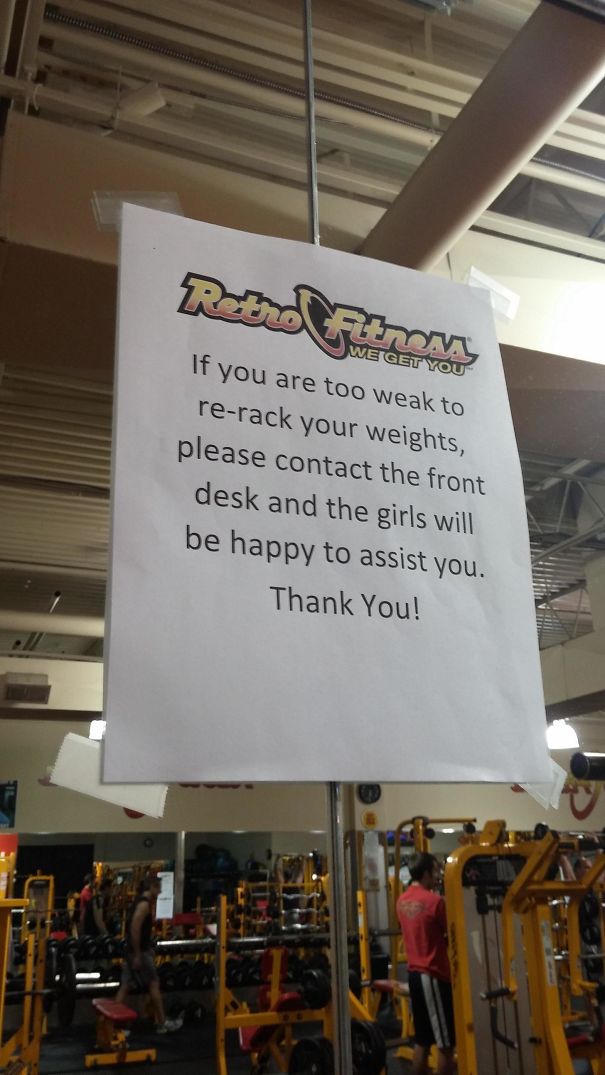 Retro Fitness
WE GET YOU™
If you are too weak to
re-rack your weights,
please contact the front
desk and the girls will
be happy to assist you.
Thank You!